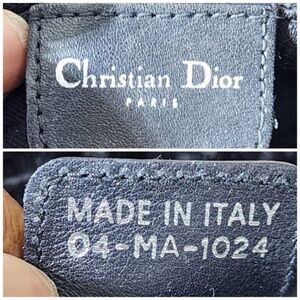 Christian Dior
PARIS
MADE IN ITALY
04-MA-1024